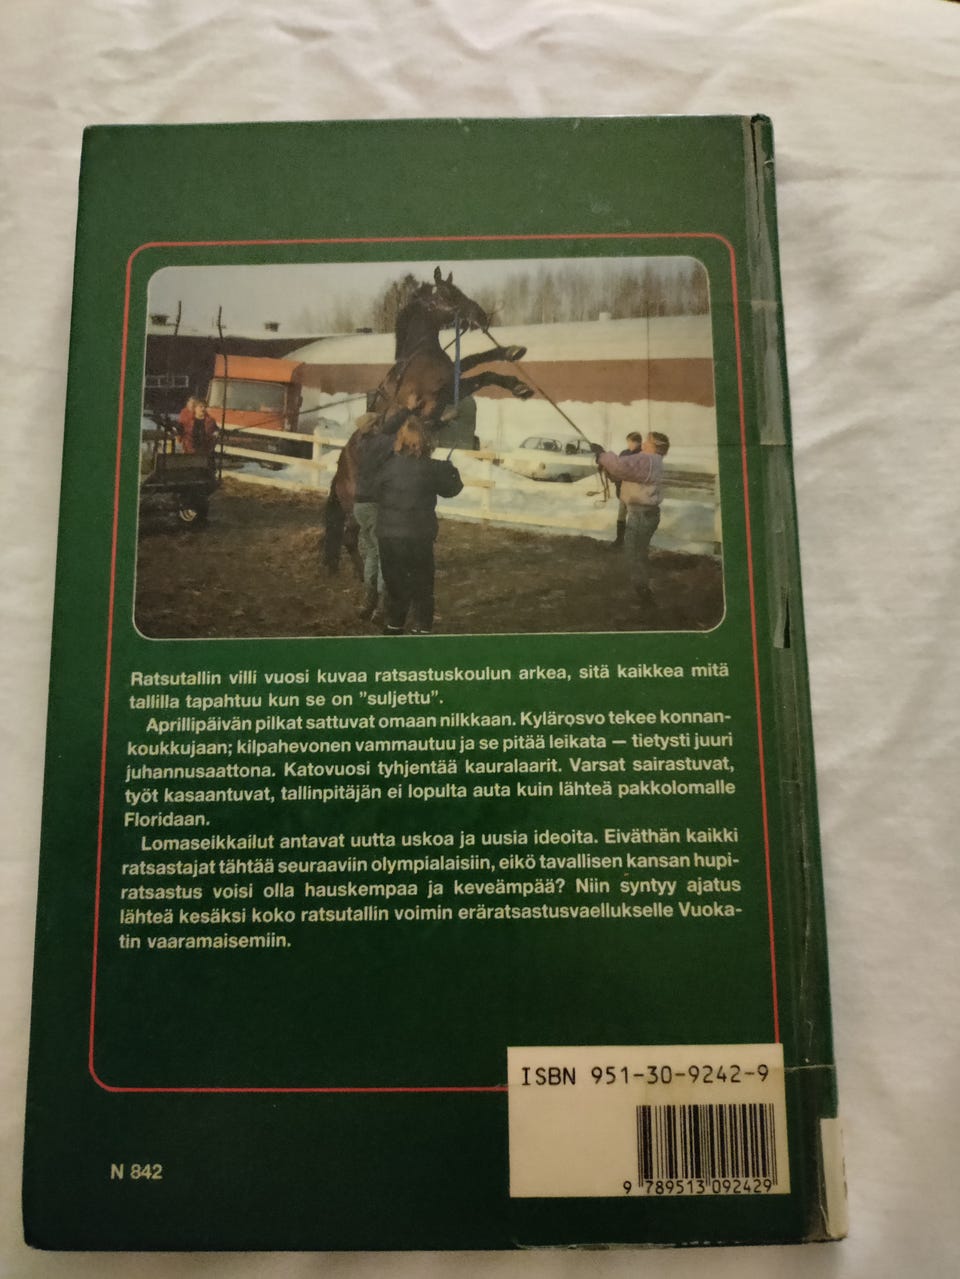 Ratsutallin villi vuosi kuvaa ratsastuskoulun arkea, sitä kaikkea mitä
tallilla tapahtuu kun se on "suljettu".
Aprillipäivän pilkat sattuvat omaan nilkkaan. Kylärosvo tekee konnan-
koukkujaan; kilpahevonen vammautuu ja se pitää leikata — tietysti juuri
juhannusaattona. Katovuosi tyhjentää kauralaarit. Varsat sairastuvat,
työt kasaantuvat, tallinpitäjän ei lopulta auta kuin lähteä pakkolomalle
Floridaan.
Lomaseikkailut antavat uutta uskoa ja uusia ideoita. Eiväthän kaikki
ratsastajat tähtää seuraaviin olympialaisiin, eikö tavallisen kansan hupi-
ratsastus voisi olla hauskempaa ja keveämpää? Niin syntyy ajatus
lähteä kesäksi koko ratsutallin voimin eräratsastusvaellukselle Vuoka-
tin vaaramaisemiin.
ISBN 951-30-9242-9
9 789513 092429
N 842